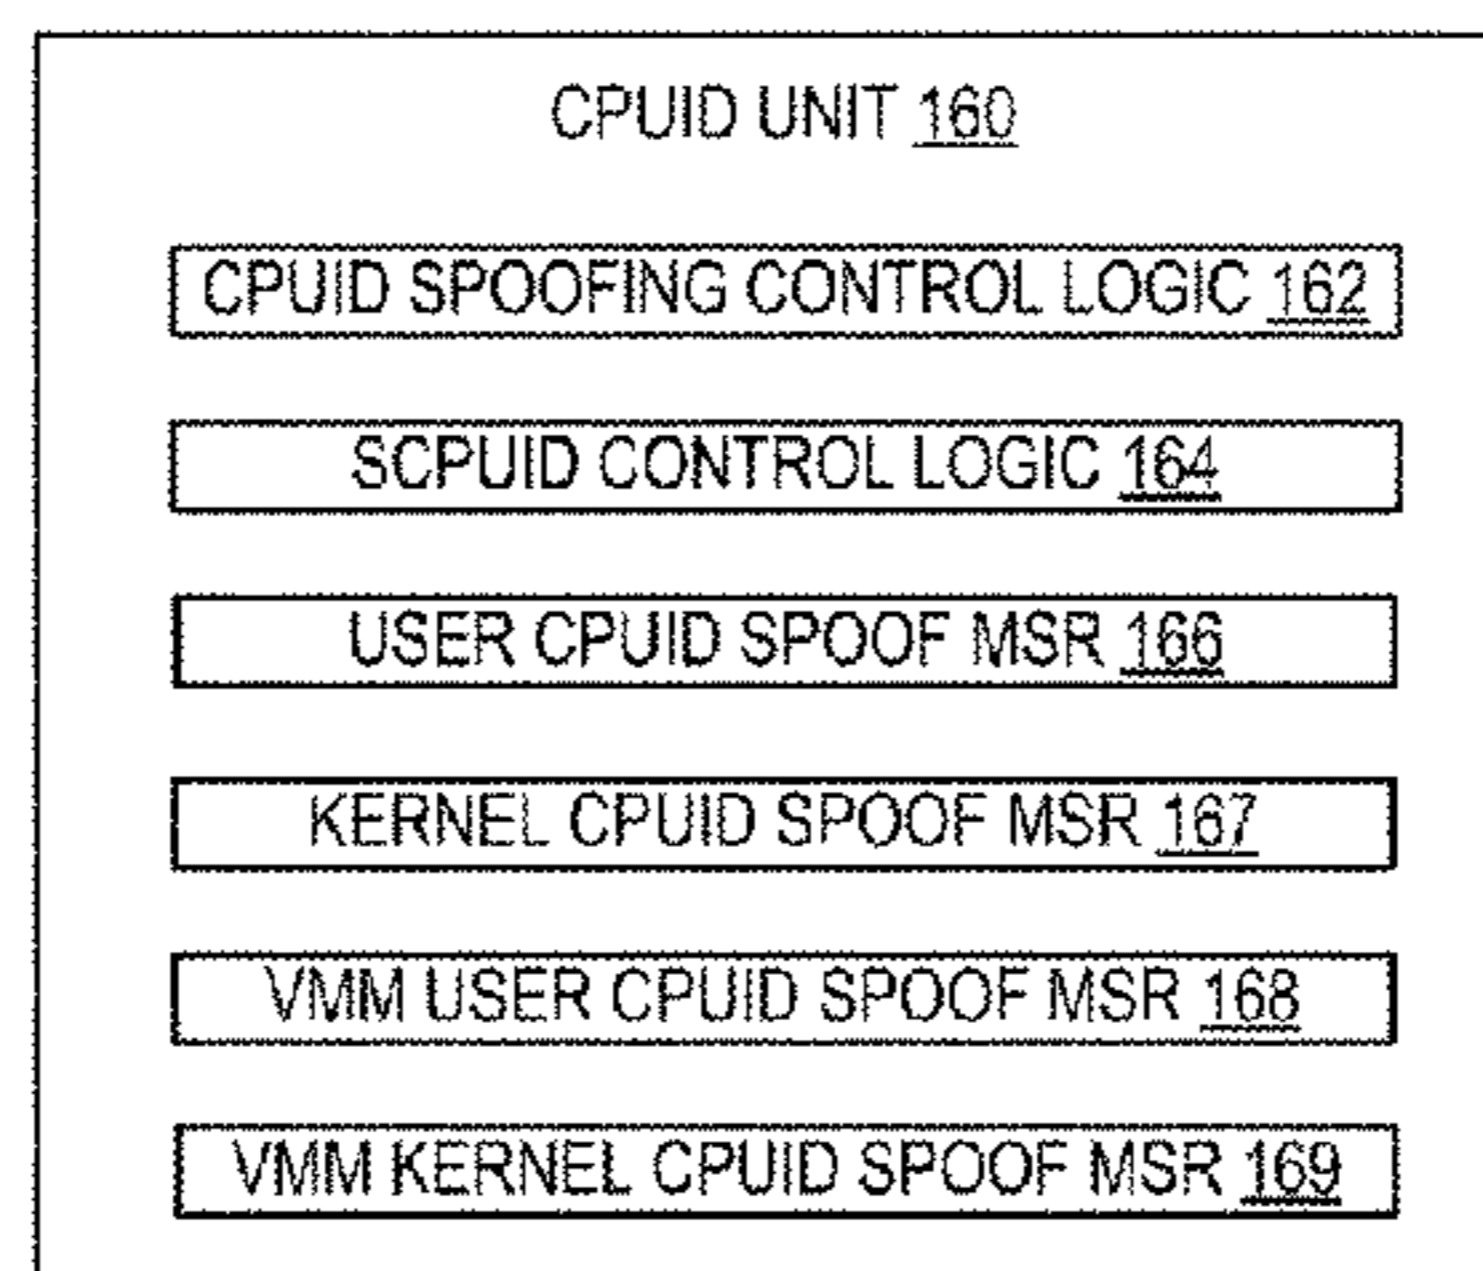 CPUID UNIT 160
CPUID SPOOFING CONTROL LOGIC 162
SCPUID CONTROL LOGIC 164
USER CPUID SPOOF MSR 166
KERNEL CPUID SPOOF MSR 167
VMM USER CPUID SPOOF MSR 168
VMM KERNEL CPUID SPOOF MSR 169